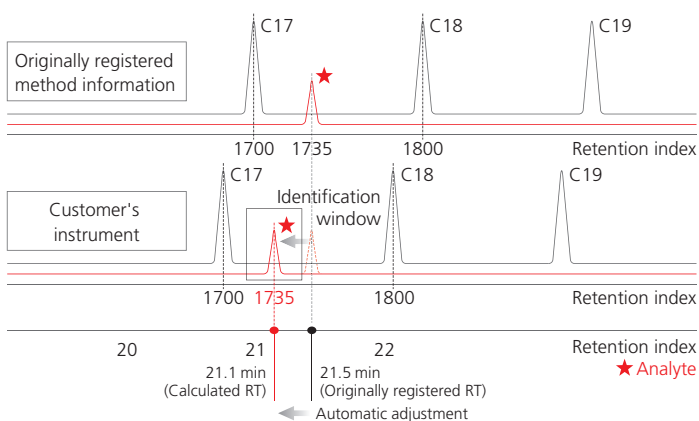 C17
C18
C19
Originally registered
method information
1700
1735
1800
Retention index
C17
C18
C19
Identification
window
Customer's
instrument
1700
1735
1800
Retention index
20
21
22
Retention index
★ Analyte
21.1 min
(Calculated RT)
21.5 min
(Originally registered RT)
Automatic adjustment